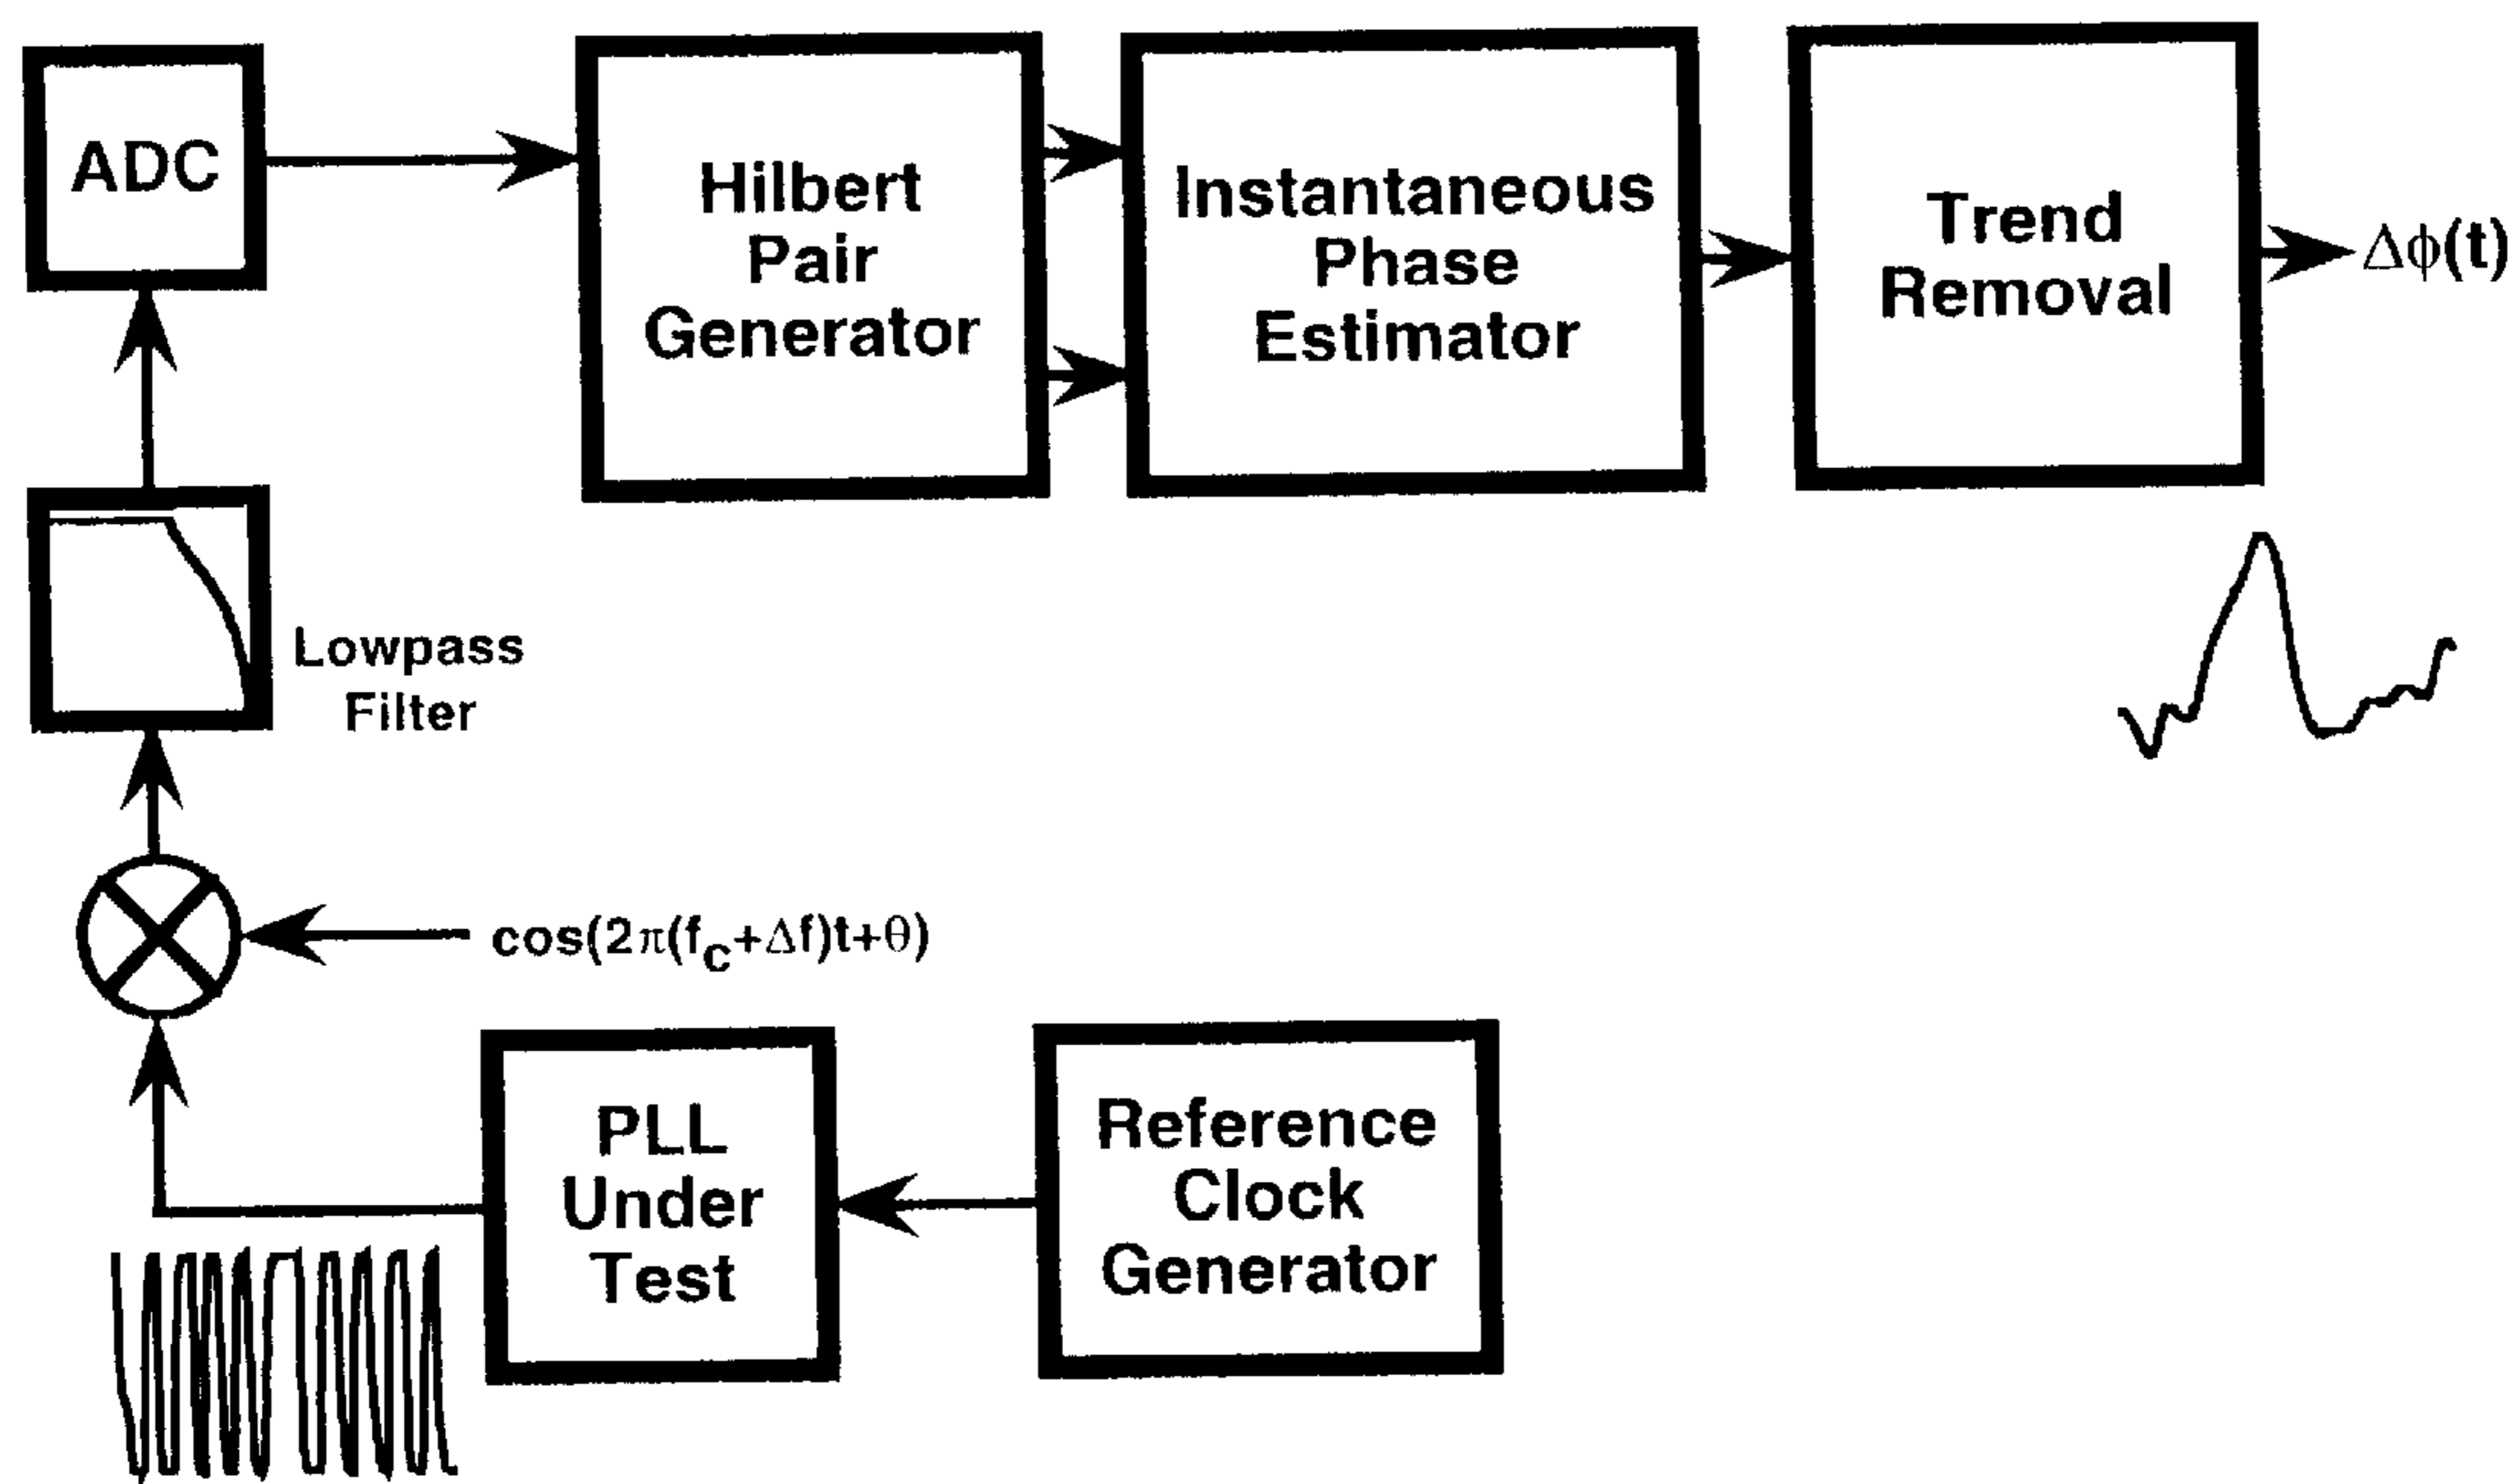 ADC
Hilbert
Pair
Generator
Instantaneous
Phase
Estimator
Trend
Removal
Δϕ(t)
Lowpass
Filter
cos(2π(fc+Δf)t+θ)
PLL
Under
Test
Reference
Clock
Generator